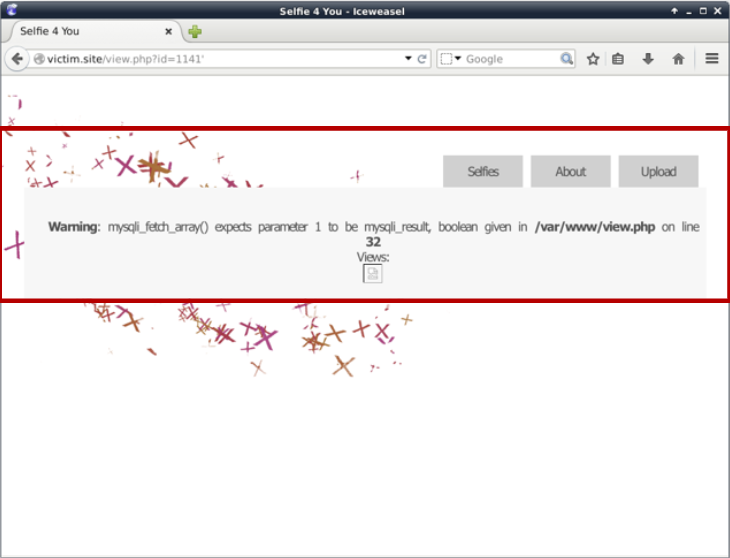 Selfie 4 You - Iceweasel
Selfie 4 You
victim.site/view.php?id=1141'
Google
Selfies
About
Upload
Warning: mysqli_fetch_array() expects parameter 1 to be mysqli_result, boolean given in /var/www/view.php on line
32
Views: